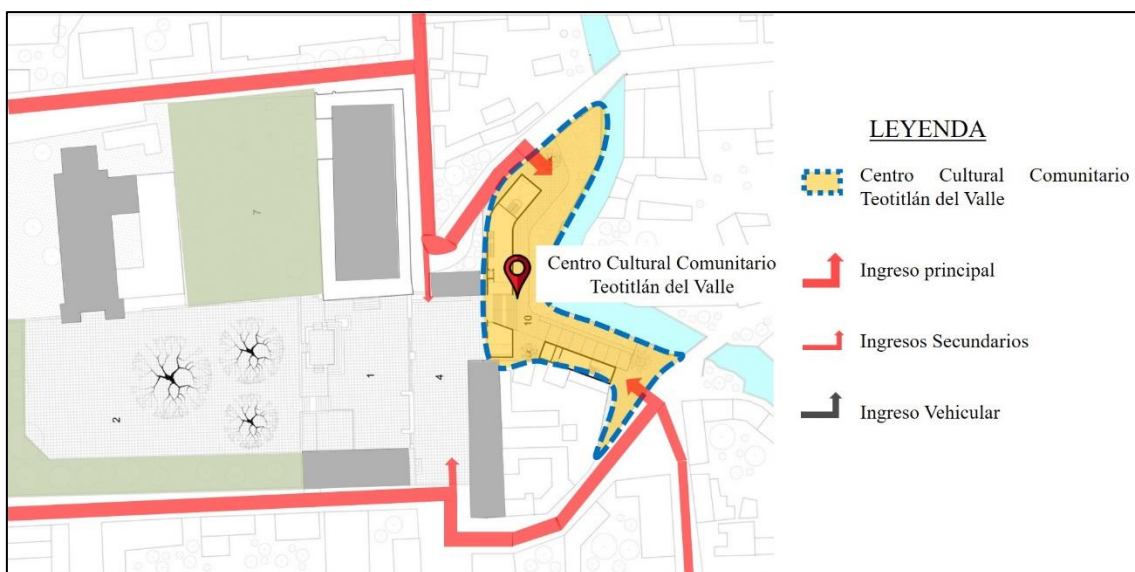 7
Centro Cultural Comunitario
Teotitlán del Valle
10
1
4
2
LEYENDA
Centro Cultural Comunitario
Teotitlán del Valle
Ingreso principal
Ingresos Secundarios
Ingreso Vehicular